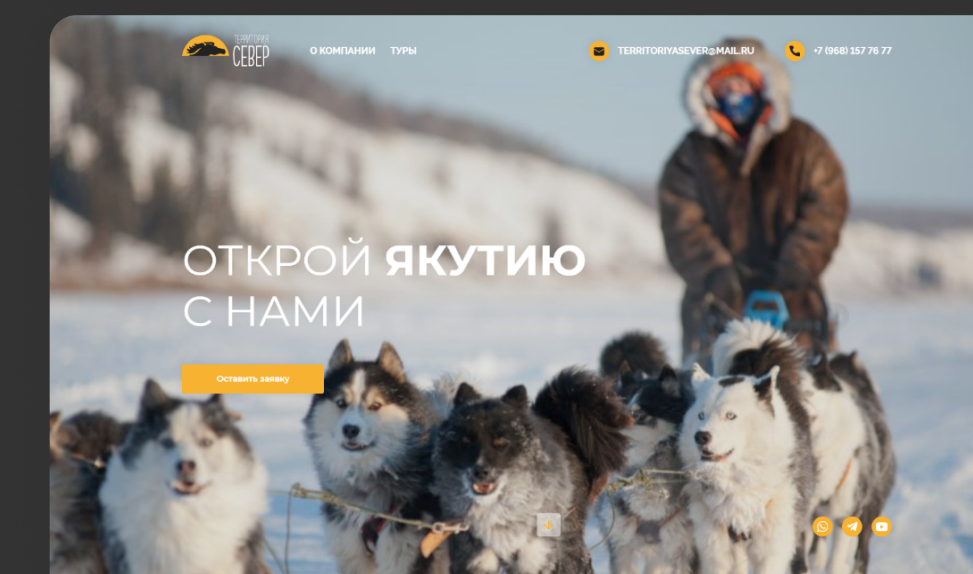 ТЕРРИТОРИЯ
СЕВЕР
О КОМПАНИИ ТУРЫ
TERRITORIYASEVER@MAIL.RU
+7 (968) 157 76 77
ОТКРОЙ ЯКУТИЮ
С НАМИ
Оставить заявку